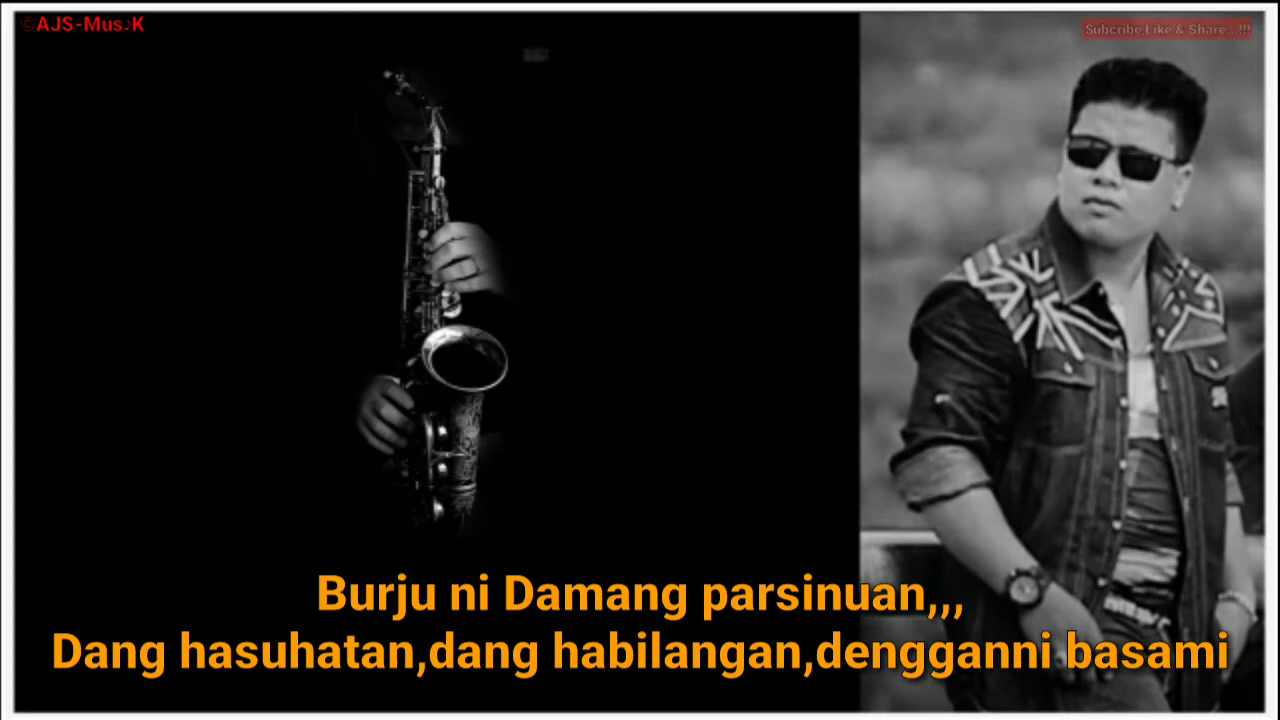 ©AJS-Mus♪K
Subcribe,Like & Share...!!!
Burju ni Damang parsinuan,,,
Dang hasuhatan,dang habilangan,dengganni basami